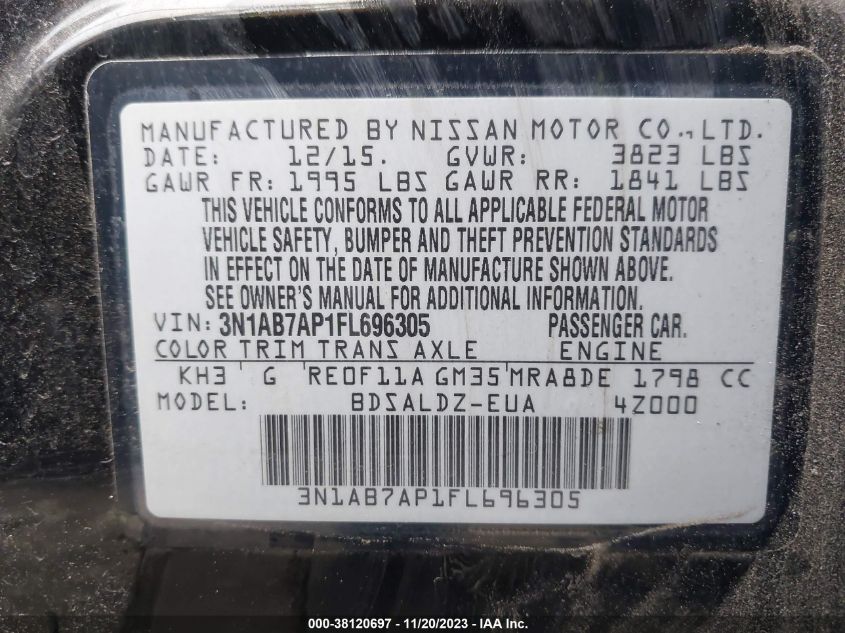 MANUFACTURED BY NISSAN MOTOR CO., LTD.
DATE: 12/15. GVWR: 3823 LBS
GAWR FR: 1995 LBS GAWR RR: 1841 LBS
THIS VEHICLE CONFORMS TO ALL APPLICABLE FEDERAL MOTOR
VEHICLE SAFETY, BUMPER AND THEFT PREVENTION STANDARDS
IN EFFECT ON THE DATE OF MANUFACTURE SHOWN ABOVE.
SEE OWNER'S MANUAL FOR ADDITIONAL INFORMATION.
VIN: 3N1AB7AP1FL696305 PASSENGER CAR.
COLOR TRIM TRANS AXLE ENGINE
KH3 G RE0F11A GM35 MRA8DE 1798 CC
MODEL: BDSALDZ-EUA 4Z000
3N1AB7AP1FL696305
000-38120697 - 11/20/2023 - IAA Inc.